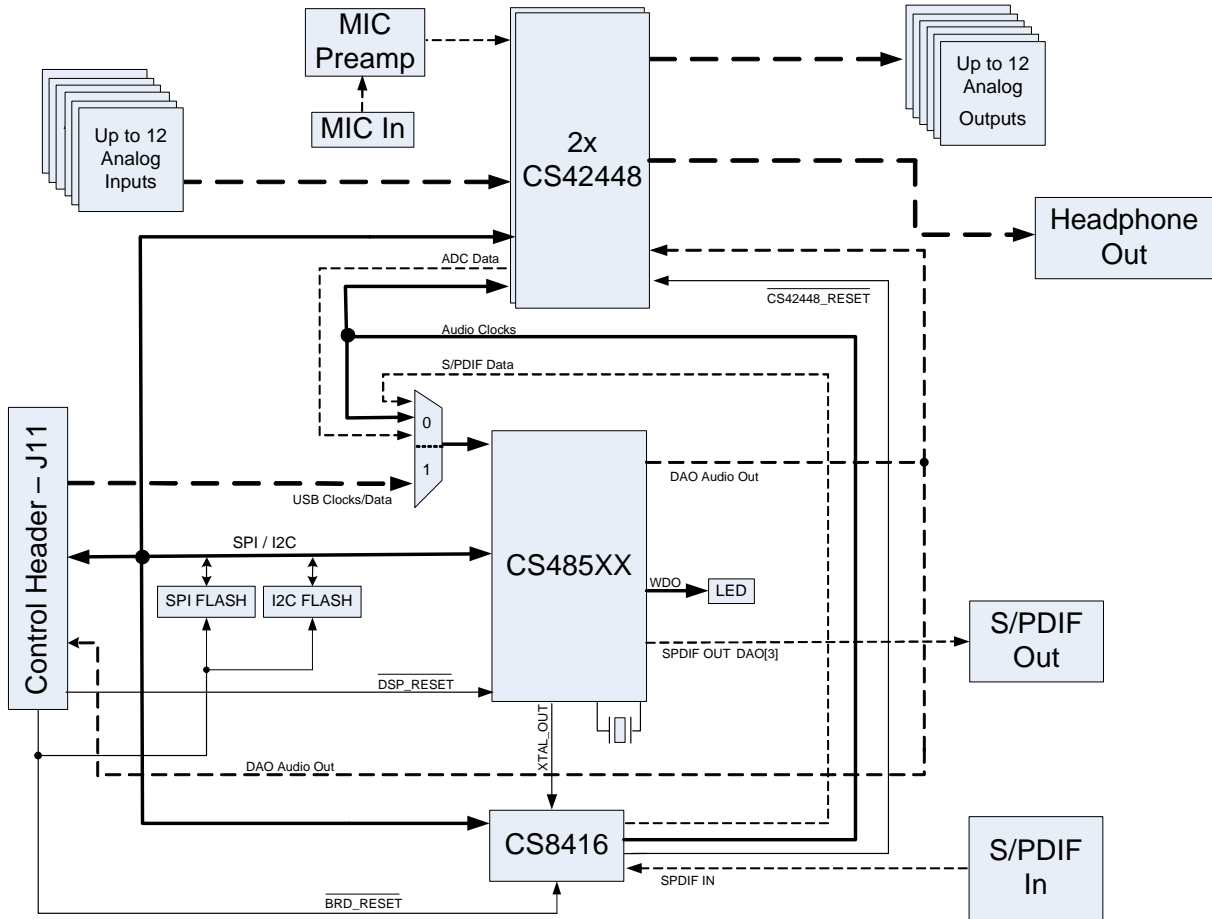 MIC
Preamp
MIC In
Up to 12
Analog
Inputs
2x
CS42448
Up to 12
Analog
Outputs
Headphone
Out
ADC Data
CS42448_RESET
Audio Clocks
S/PDIF Data
0
1
Control Header – J11
USB Clocks/Data
DAO Audio Out
SPI / I2C
CS485XX
SPI FLASH
I2C FLASH
WDO
LED
SPDIF OUT DAO[3]
S/PDIF
Out
DSP_RESET
XTAL_OUT
DAO Audio Out
CS8416
S/PDIF
In
SPDIF IN
BRD_RESET